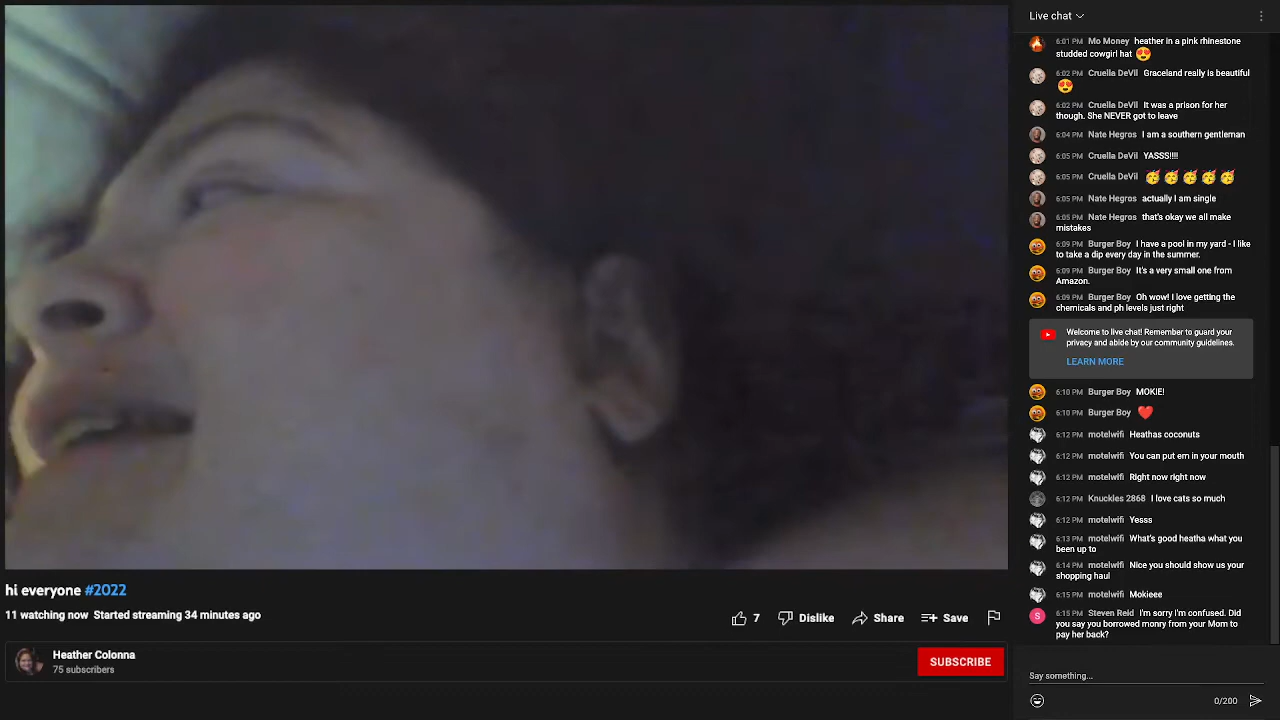 Live chat
6:01 PM Mo Money heather in a pink rhinestone
studded cowgirl hat 😍
6:02 PM Cruella DeVil Graceland really is beautiful
😍
6:02 PM Cruella DeVil It was a prison for her
though. She NEVER got to leave
6:04 PM Nate Hegros I am a southern gentleman
6:05 PM Cruella DeVil YASSS!!!!
6:05 PM Cruella DeVil 🥳🥳🥳🥳🥳
6:05 PM Nate Hegros actually I am single
6:05 PM Nate Hegros that's okay we all make
mistakes
6:09 PM Burger Boy I have a pool in my yard - I like
to take a dip every day in the summer.
6:09 PM Burger Boy It's a very small one from
Amazon.
6:09 PM Burger Boy Oh wow! I love getting the
chemicals and ph levels just right
Welcome to live chat! Remember to guard your
privacy and abide by our community guidelines.
LEARN MORE
6:10 PM Burger Boy MOKIE!
6:10 PM Burger Boy ❤️
6:12 PM motelwifi Heathas coconuts
6:12 PM motelwifi You can put em in your mouth
6:12 PM motelwifi Right now right now
6:12 PM Knuckles 2868 I love cats so much
6:12 PM motelwifi Yesss
6:13 PM motelwifi What's good heatha what you
been up to
6:14 PM motelwifi Nice you should show us your
shopping haul
6:15 PM motelwifi Mokieee
S 6:15 PM Steven Reid I'm sorry I'm confused. Did
you say you borrowed monry from your Mom to
pay her back?
Say something...
0/200
hi everyone #2022
11 watching now Started streaming 34 minutes ago
7 Dislike Share Save
Heather Colonna
75 subscribers
SUBSCRIBE